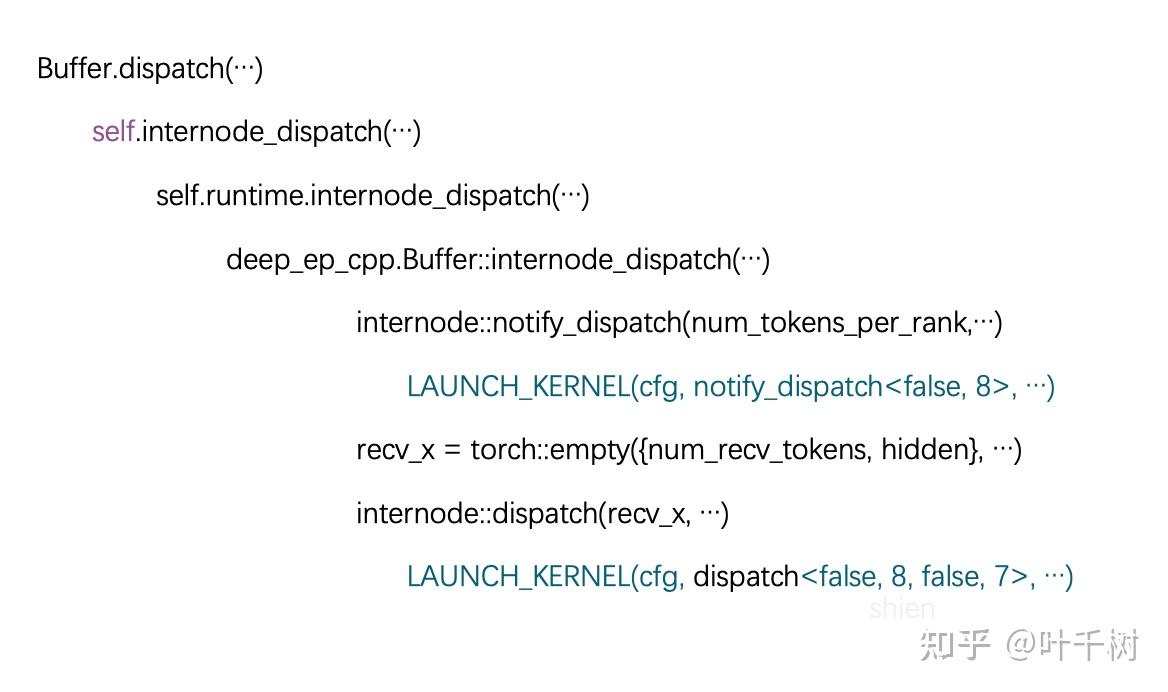 Buffer.dispatch(···)
self.internode_dispatch(···)
self.runtime.internode_dispatch(···)
deep_ep_cpp.Buffer::internode_dispatch(···)
internode::notify_dispatch(num_tokens_per_rank,···)
LAUNCH_KERNEL(cfg, notify_dispatch<false, 8>, ···)
recv_x = torch::empty({num_recv_tokens, hidden}, ···)
internode::dispatch(recv_x, ···)
LAUNCH_KERNEL(cfg, dispatch<false, 8, false, 7>, ···)
shien
知乎 @叶千树